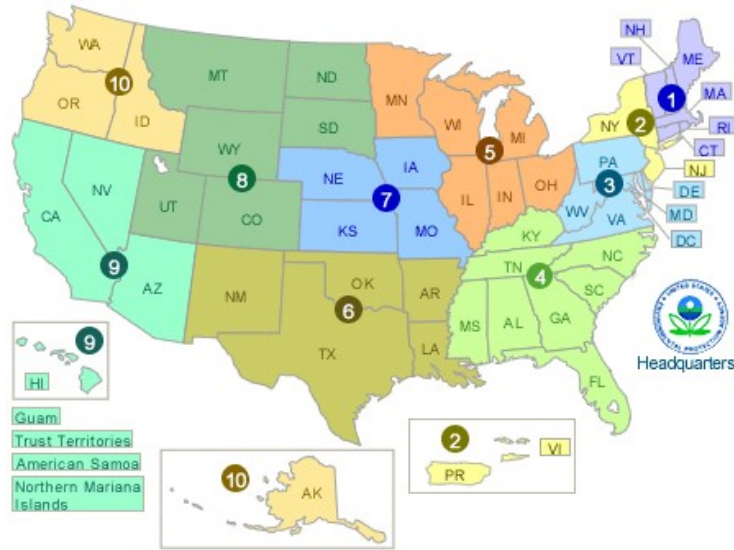 NH
VT
ME
WA
MT
ND
MN
10
1
MA
OR
ID
WI
MI
NY
2
RI
SD
5
CT
WY
PA
NJ
IA
3
DE
NE
8
7
IL
IN
OH
WV
MD
NV
UT
CO
VA
CA
KS
MO
KY
DC
NC
TN
9
4
AZ
OK
NM
AR
SC
6
MS
AL
GA
TX
LA
9
Headquarters
HI
FL
Guam
Trust Territories
American Samoa
Northern Mariana
Islands
2
VI
PR
10
AK